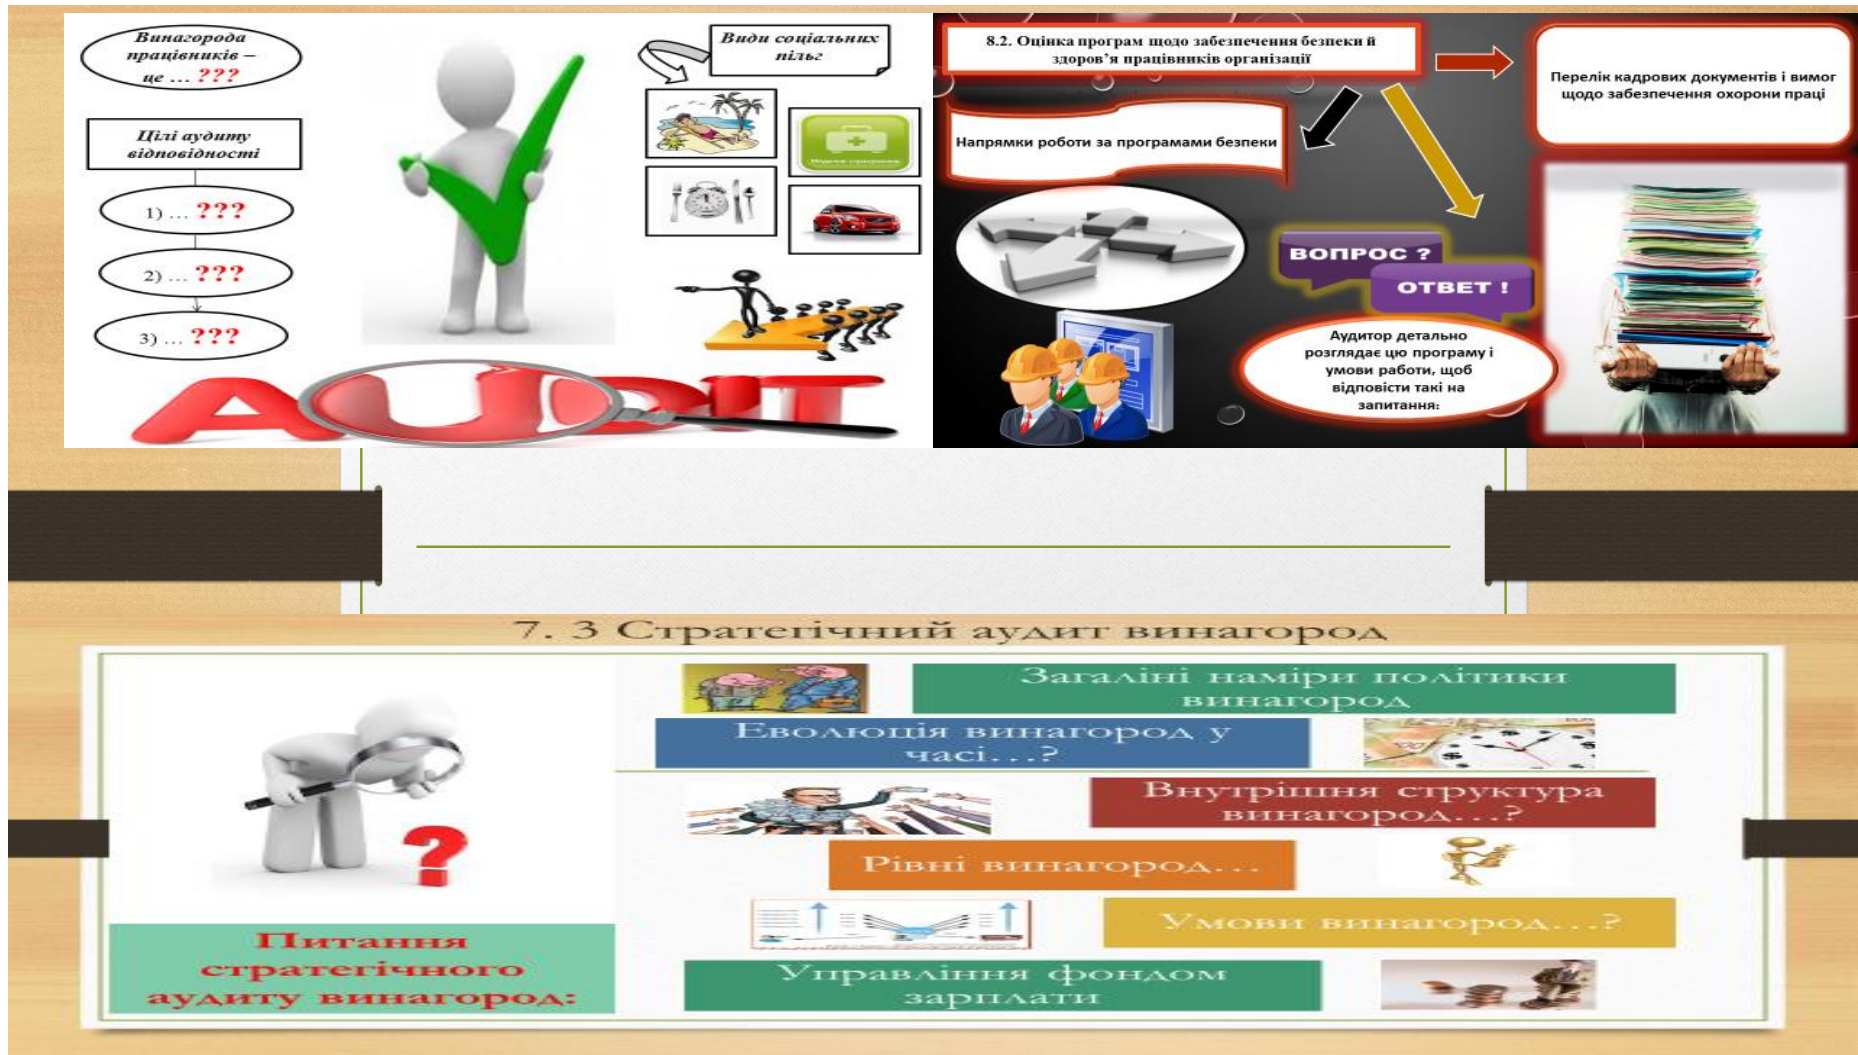 Винагорода
працівників –
це … ???
Цілі аудиту
відповідності
1) … ???
2) … ???
3) … ???
Види соціальних
пільг
AUDIT
8.2. Оцінка програм щодо забезпечення безпеки й
здоров’я працівників організації
Перелік кадрових документів і вимог
щодо забезпечення охорони праці
Напрямки роботи за програмами безпеки
ВОПРОС ?
ОТВЕТ !
Аудитор детально
розглядає цю програму і
умови работи, щоб
відповісти такі на
запитання:
7. 3 Стратегічний аудит винагород
Загаліні наміри політики
винагород
Еволюція винагород у
часі…?
Внутрішня структура
винагород…?
Рівні винагород…
Умови винагород…?
Управління фондом
зарплати
Питання
стратегічного
аудиту винагород: